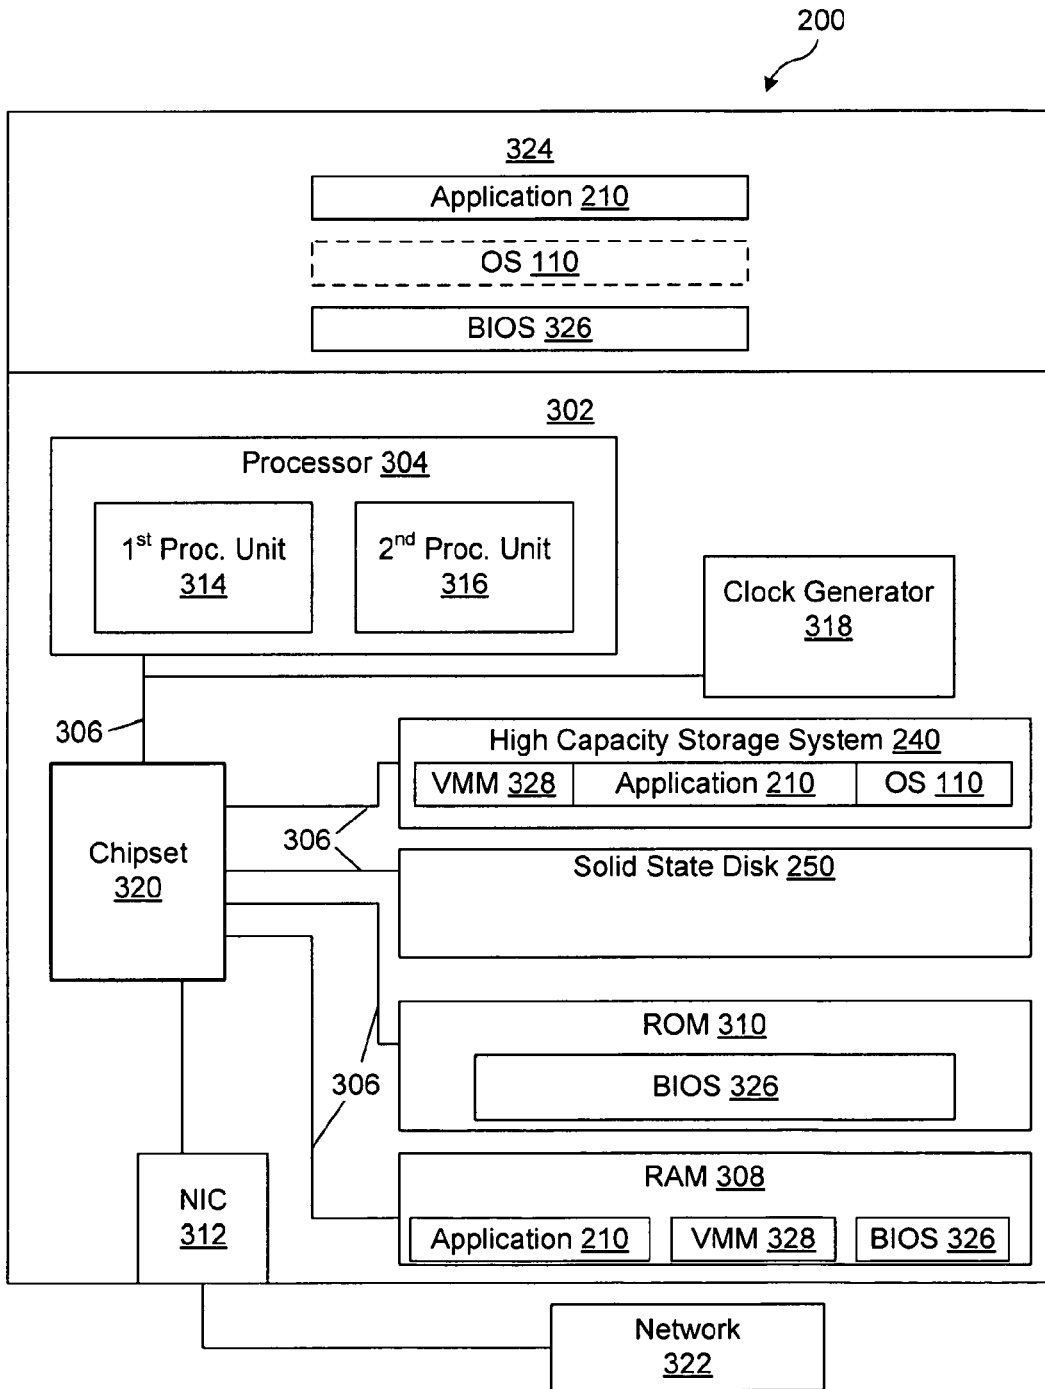 200
324
Application 210
OS 110
BIOS 326
302
Processor 304
1st Proc. Unit
314
2nd Proc. Unit
316
Clock Generator
318
306
High Capacity Storage System 240
VMM 328
Application 210
OS 110
306
Chipset
320
Solid State Disk 250
ROM 310
BIOS 326
306
RAM 308
Application 210
VMM 328
BIOS 326
NIC
312
Network
322